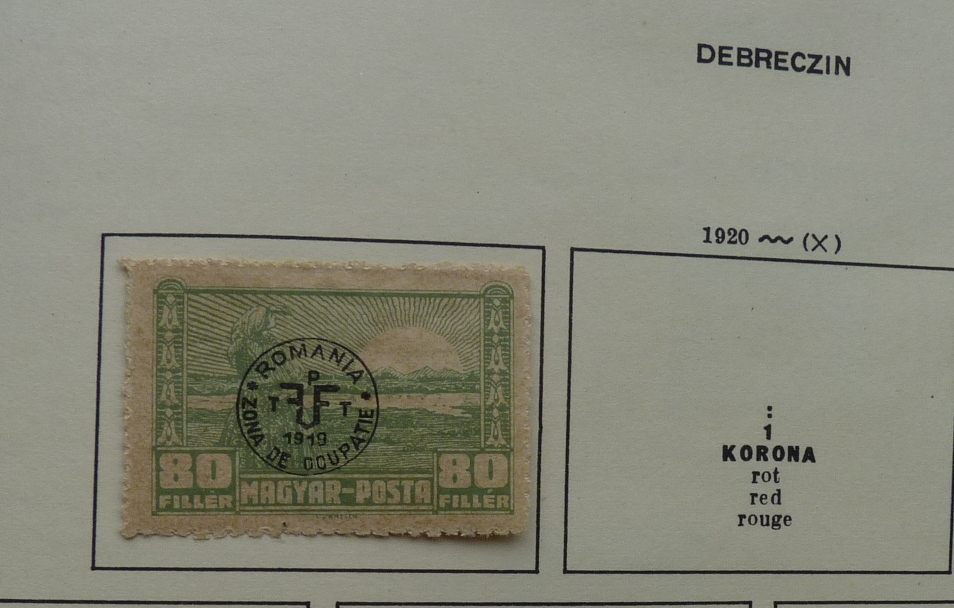 DEBRECZIN
1920 (X)
ROMANIA
P
T T
1919
ZONA DE OCUPATIE
80 80
FILLÉR MAGYAR-POSTA FILLÉR
:
1
KORONA
rot
red
rouge